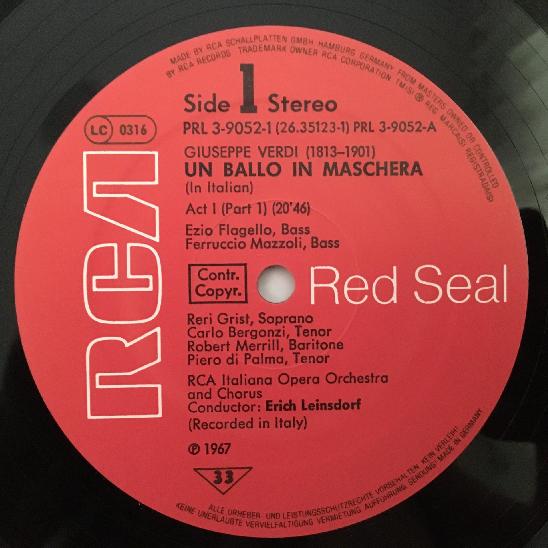 MADE BY RCA SCHALLPLATTEN GMBH, HAMBURG, GERMANY, FROM MASTERS OWNED OR CONTROLLED
BY RCA RECORDS TRADEMARK OWNER RCA CORPORATION TM(S) ® REG MARCA(S) REGISTRADA(S)
Side 1 Stereo
LC 0316
PRL 3-9052-1 (26.35123-1) PRL 3-9052-A
GIUSEPPE VERDI (1813–1901)
UN BALLO IN MASCHERA
(In Italian)
Act I (Part 1) (20'46)
Ezio Flagello, Bass
Ferruccio Mazzoli, Bass
RCA
Contr.
Copyr.
Red Seal
Reri Grist, Soprano
Carlo Bergonzi, Tenor
Robert Merrill, Baritone
Piero di Palma, Tenor
RCA Italiana Opera Orchestra
and Chorus
Conductor: Erich Leinsdorf
(Recorded in Italy)
℗ 1967
33
ALLE URHEBER- UND LEISTUNGSSCHUTZRECHTE VORBEHALTEN. KEIN VERLEIH!
KEINE UNERLAUBTE VERVIELFÄLTIGUNG, VERMIETUNG, AUFFÜHRUNG, SENDUNG! MADE IN GERMANY